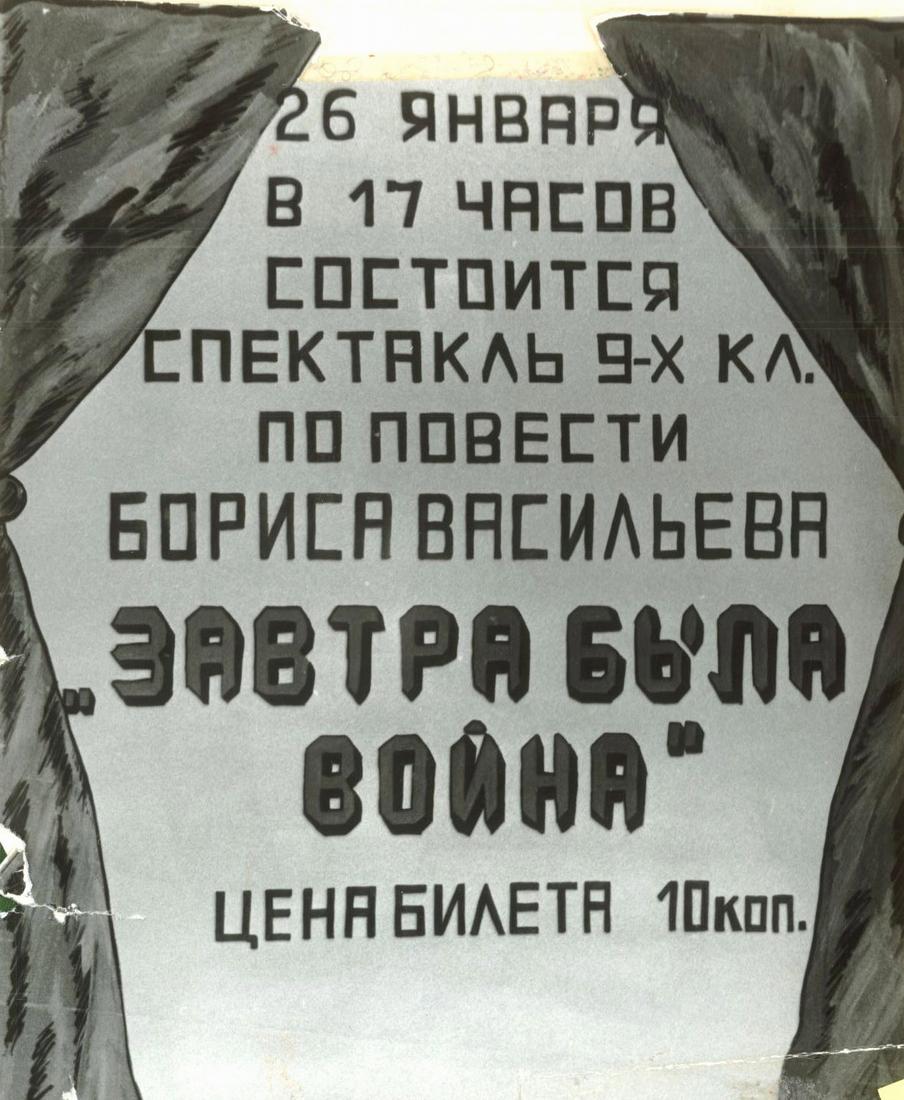 26 ЯНВАРЯ
В 17 ЧАСОВ
СОСТОИТСЯ
СПЕКТАКЛЬ 9-Х КЛ.
ПО ПОВЕСТИ
БОРИСА ВАСИЛЬЕВА
„ЗАВТРА БЫЛА
ВОЙНА"
ЦЕНА БИЛЕТА 10коп.